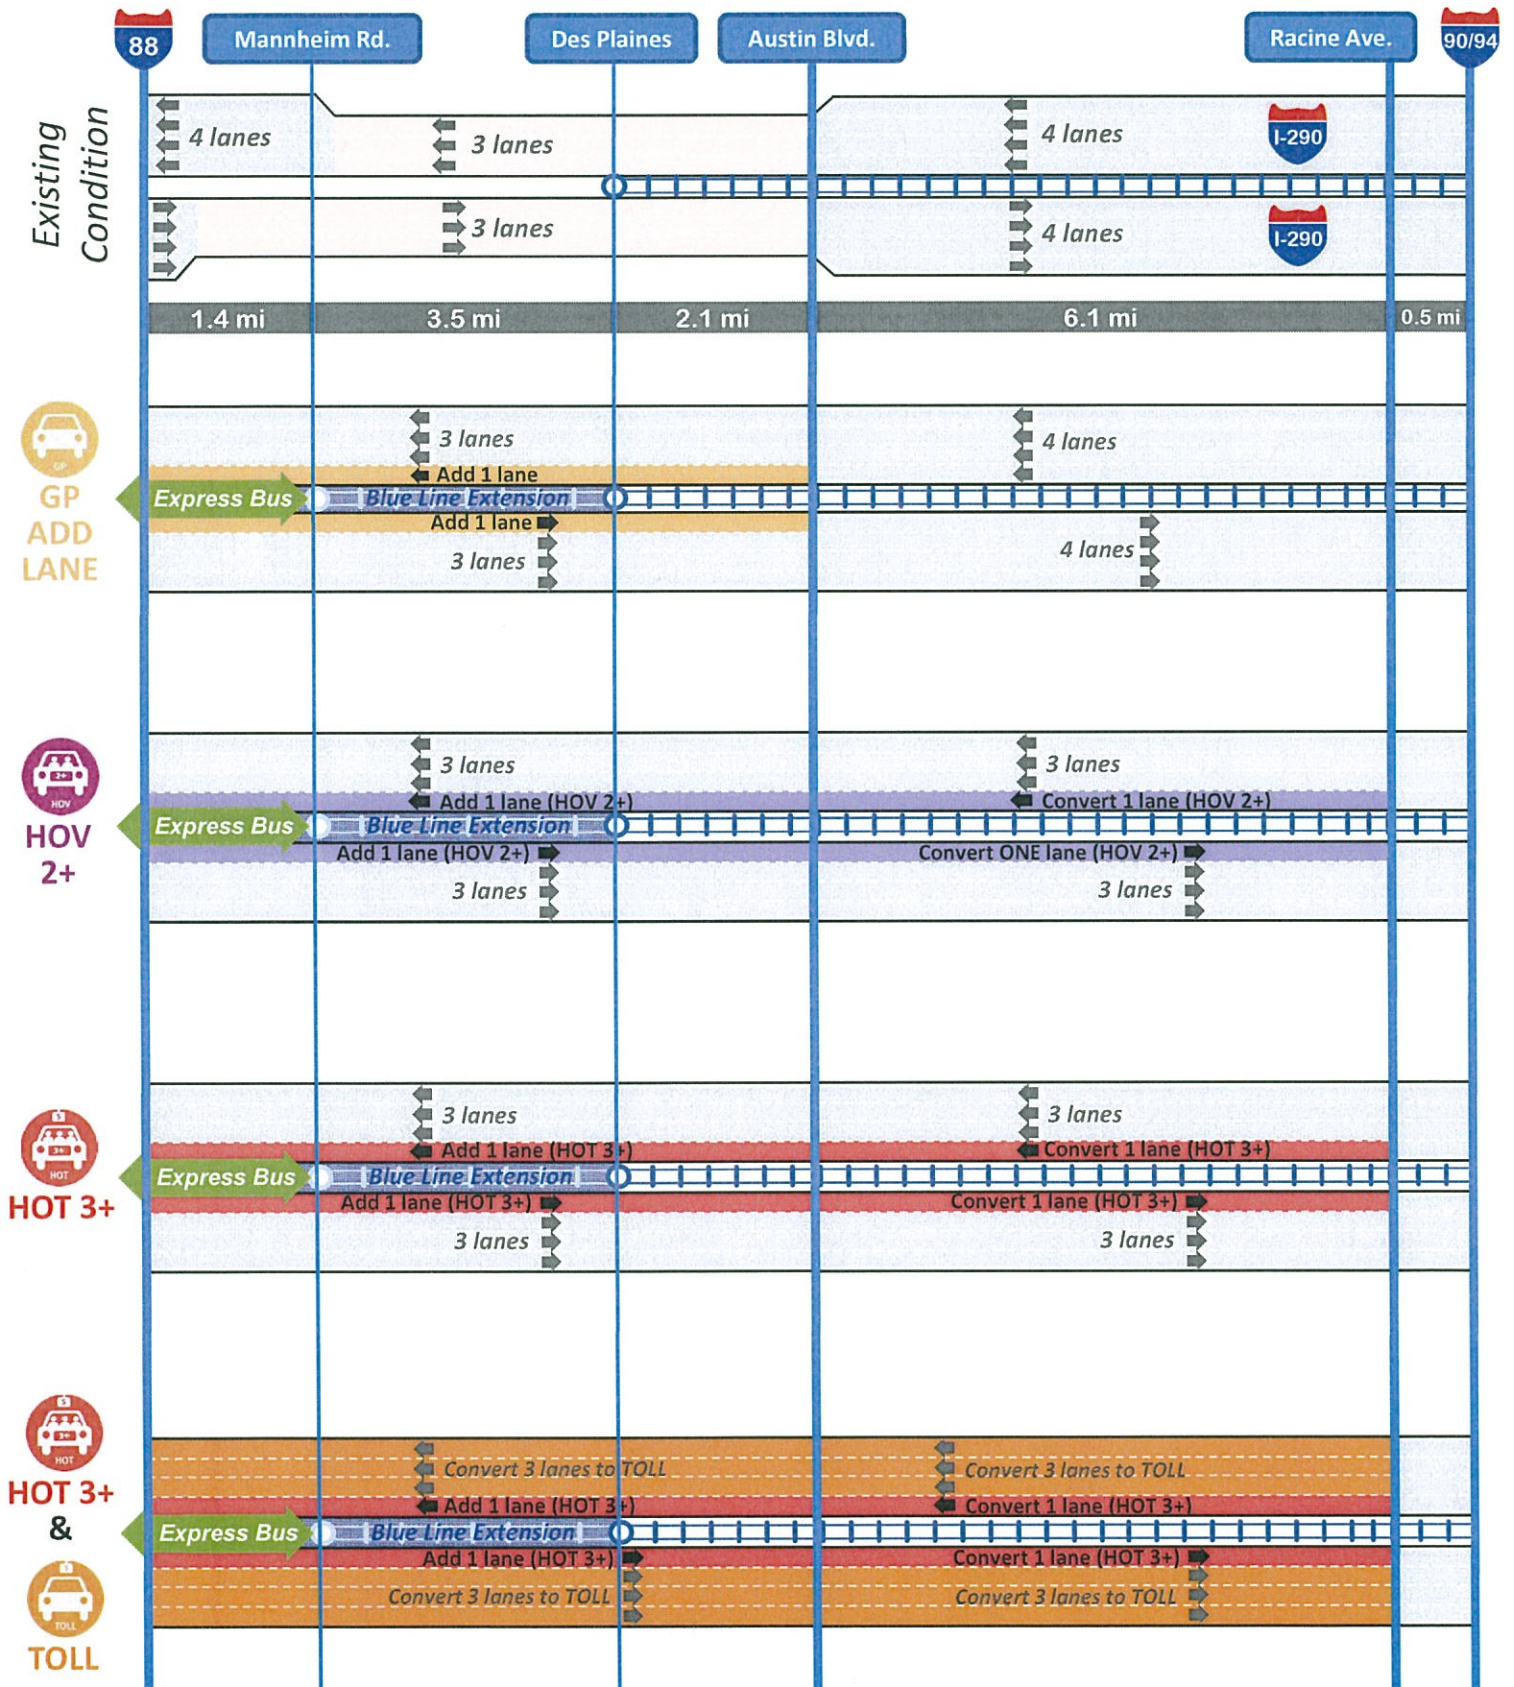 88
Mannheim Rd.
Des Plaines
Austin Blvd.
Racine Ave.
90/94
Existing
Condition
4 lanes
3 lanes
4 lanes
I-290
3 lanes
4 lanes
I-290
1.4 mi
3.5 mi
2.1 mi
6.1 mi
0.5 mi
GP
GP
ADD
LANE
3 lanes
4 lanes
Add 1 lane
Express Bus
Blue Line Extension
Add 1 lane
3 lanes
4 lanes
2+
HOV
HOV
2+
3 lanes
3 lanes
Add 1 lane (HOV 2+)
Convert 1 lane (HOV 2+)
Express Bus
Blue Line Extension
Add 1 lane (HOV 2+)
Convert ONE lane (HOV 2+)
3 lanes
3 lanes
$
3+
HOT
HOT 3+
3 lanes
3 lanes
Add 1 lane (HOT 3+)
Convert 1 lane (HOT 3+)
Express Bus
Blue Line Extension
Add 1 lane (HOT 3+)
Convert 1 lane (HOT 3+)
3 lanes
3 lanes
$
3+
HOT
HOT 3+
&
$
TOLL
TOLL
Convert 3 lanes to TOLL
Convert 3 lanes to TOLL
Add 1 lane (HOT 3+)
Convert 1 lane (HOT 3+)
Express Bus
Blue Line Extension
Add 1 lane (HOT 3+)
Convert 1 lane (HOT 3+)
Convert 3 lanes to TOLL
Convert 3 lanes to TOLL